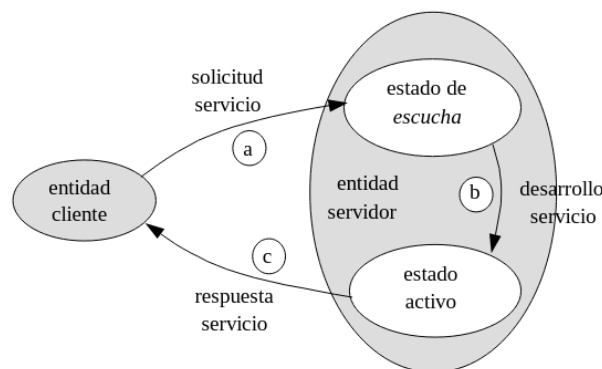 solicitud
servicio
a
estado de
escucha
entidad
cliente
entidad
servidor
b
desarrollo
servicio
c
respuesta
servicio
estado
activo